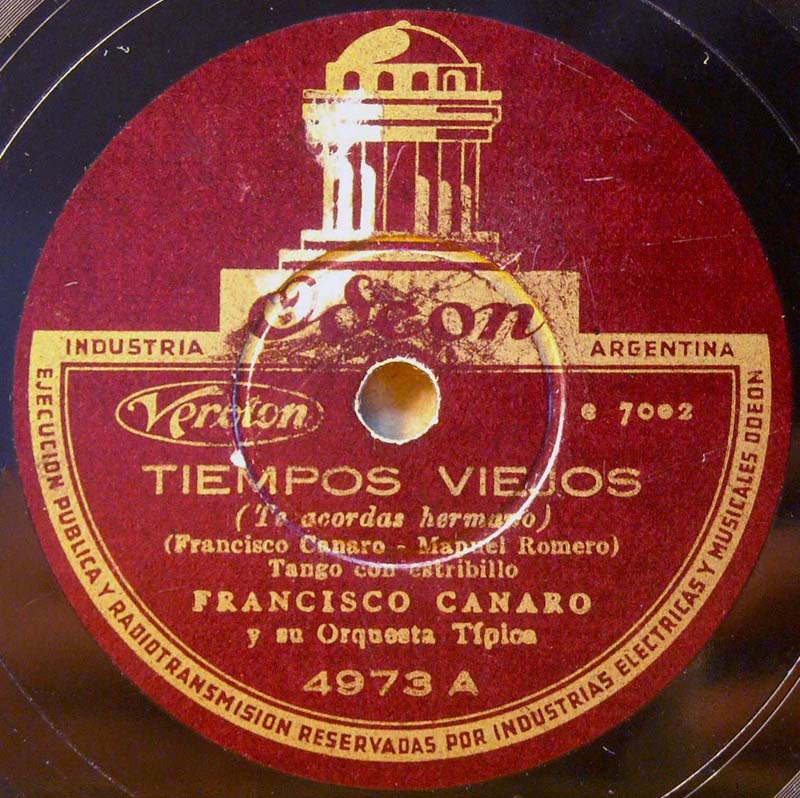 Odeon
INDUSTRIA ARGENTINA
Veroton
e 7002
TIEMPOS VIEJOS
(Te acordas hermano)
(Francisco Canaro - Manuel Romero)
Tango con estribillo
FRANCISCO CANARO
y su Orquesta Típica
4973 A
EJECUCION PUBLICA Y RADIOTRANSMISION RESERVADAS POR INDUSTRIAS ELECTRICAS Y MUSICALES ODEON